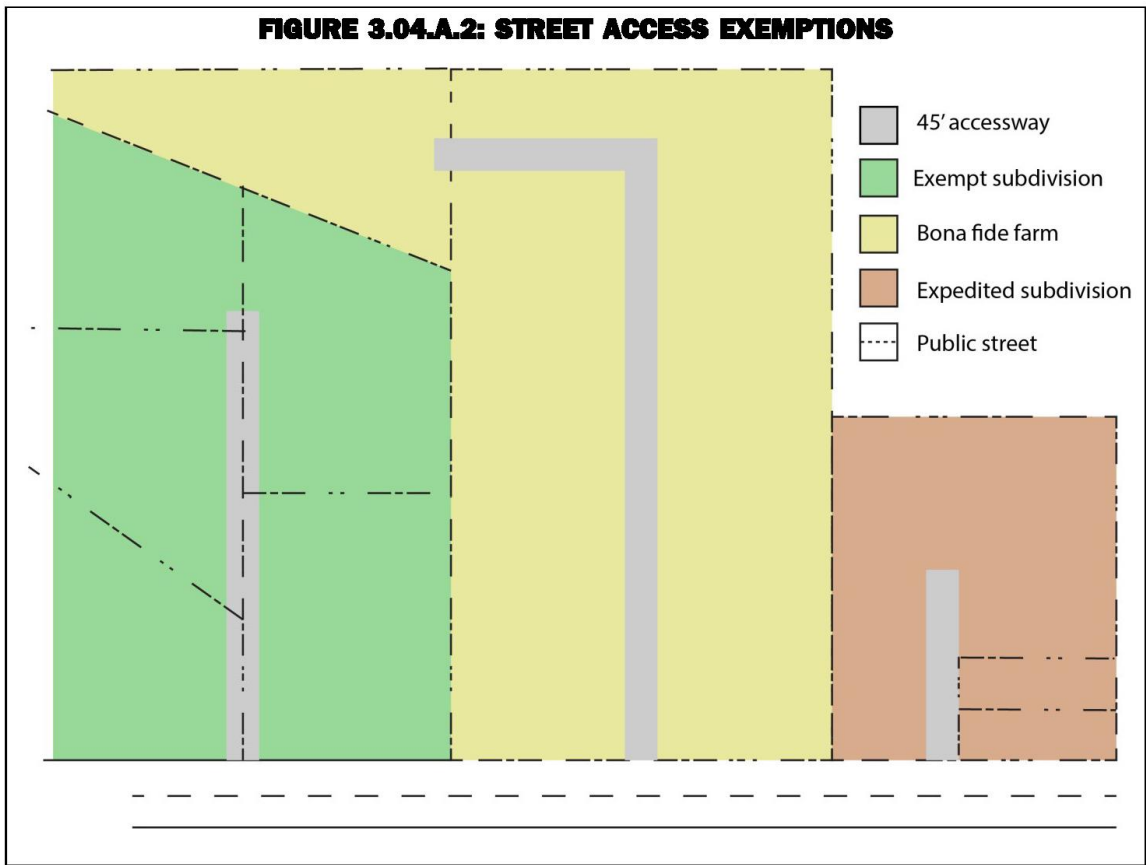 FIGURE 3.04.A.2: STREET ACCESS EXEMPTIONS
45' accessway
Exempt subdivision
Bona fide farm
Expedited subdivision
Public street